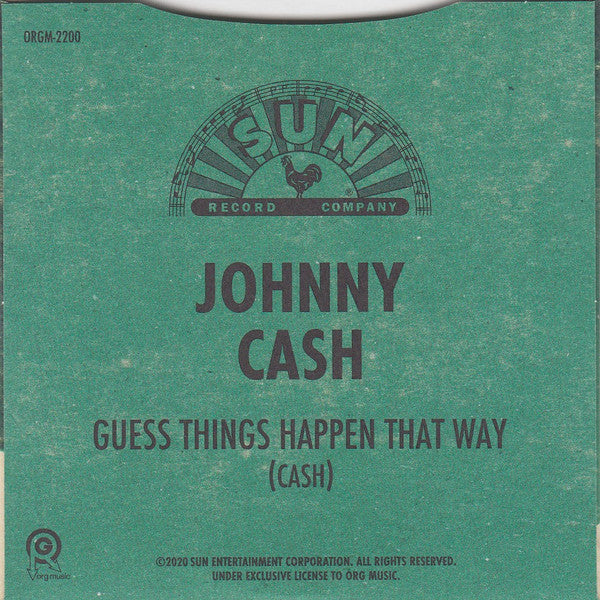 ORGM-2200
SUN
®
RECORD COMPANY
JOHNNY
CASH
GUESS THINGS HAPPEN THAT WAY
(CASH)
©2020 SUN ENTERTAINMENT CORPORATION. ALL RIGHTS RESERVED.
UNDER EXCLUSIVE LICENSE TO ORG MUSIC.
org music